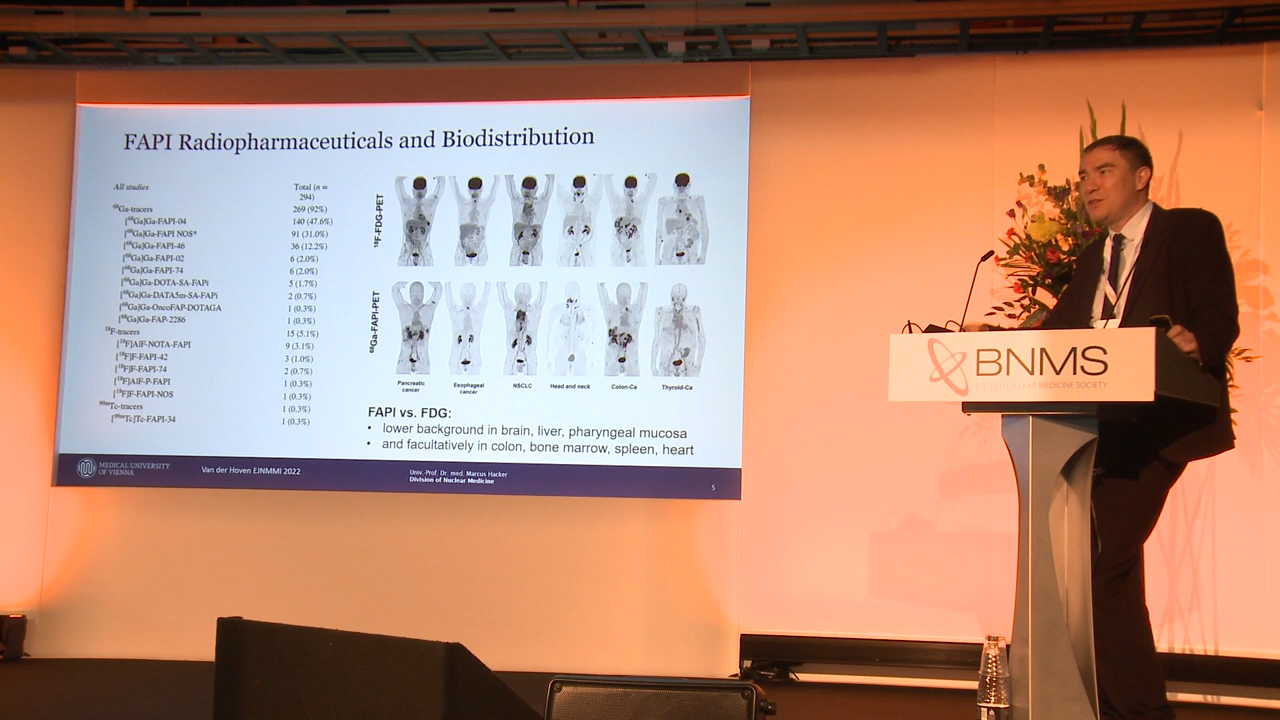 FAPI Radiopharmaceuticals and Biodistribution
All studies Total (n = 294)
⁶⁸Ga-tracers 269 (92%)
[⁶⁸Ga]Ga-FAPI-04 140 (47.6%)
[⁶⁸Ga]Ga-FAPI NOS* 91 (31.0%)
[⁶⁸Ga]Ga-FAPI-46 36 (12.2%)
[⁶⁸Ga]Ga-FAPI-02 6 (2.0%)
[⁶⁸Ga]Ga-FAPI-74 6 (2.0%)
[⁶⁸Ga]Ga-DOTA-SA-FAPi 5 (1.7%)
[⁶⁸Ga]Ga-DATA5m-SA-FAPi 2 (0.7%)
[⁶⁸Ga]Ga-OncoFAP-DOTAGA 1 (0.3%)
[⁶⁸Ga]Ga-FAP-2286 1 (0.3%)
¹⁸F-tracers 15 (5.1%)
[¹⁸F]AlF-NOTA-FAPI 9 (3.1%)
[¹⁸F]F-FAPI-42 3 (1.0%)
[¹⁸F]F-FAPI-74 2 (0.7%)
[¹⁸F]AlF-P-FAPI 1 (0.3%)
[¹⁸F]F-FAPI-NOS 1 (0.3%)
⁹⁹ᵐTc-tracers 1 (0.3%)
[⁹⁹ᵐTc]Tc-FAPI-34 1 (0.3%)
¹⁸F-FDG-PET
⁶⁸Ga-FAPI-PET
Pancreatic cancer
Esophageal cancer
NSCLC
Head and neck
Colon-Ca
Thyroid-Ca
FAPI vs. FDG:
• lower background in brain, liver, pharyngeal mucosa
• and facultatively in colon, bone marrow, spleen, heart
MEDICAL UNIVERSITY
OF VIENNA
Van der Hoven EJNMMI 2022
Univ.-Prof. Dr. med. Marcus Hacker
Division of Nuclear Medicine
5
BNMS
BRITISH NUCLEAR MEDICINE SOCIETY